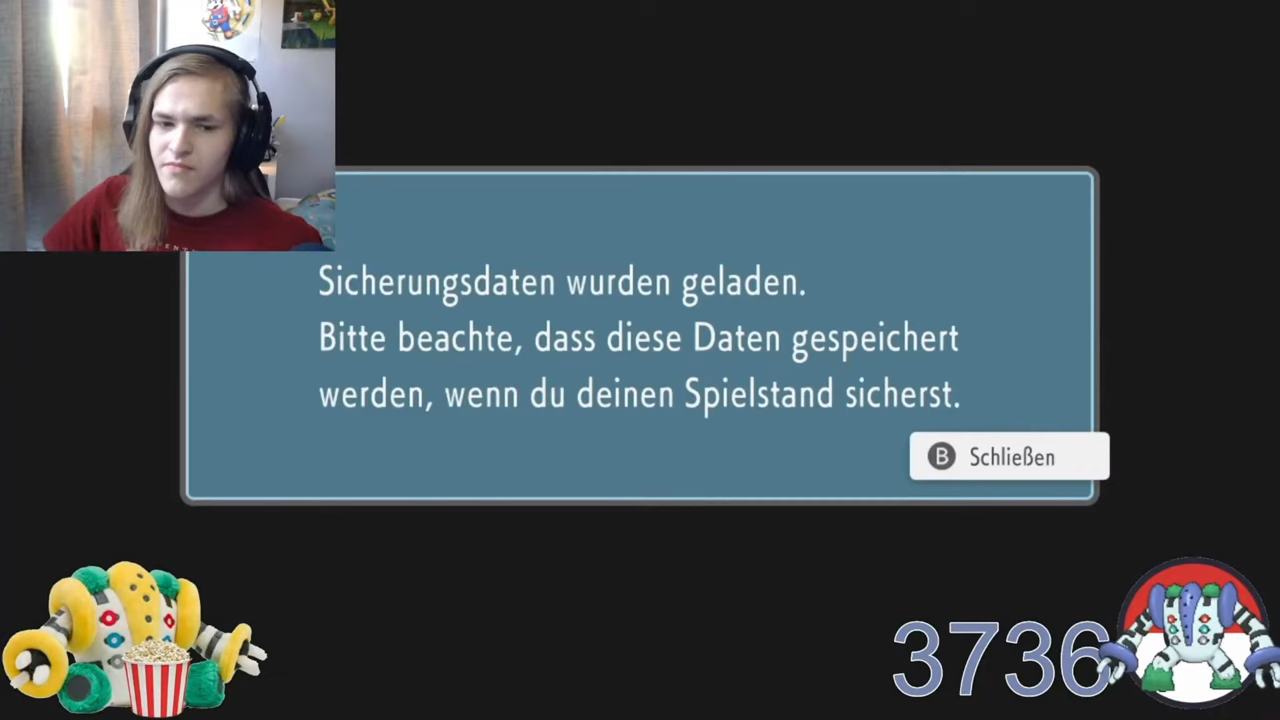 Sicherungsdaten wurden geladen.
Bitte beachte, dass diese Daten gespeichert
werden, wenn du deinen Spielstand sicherst.
B Schließen
3736